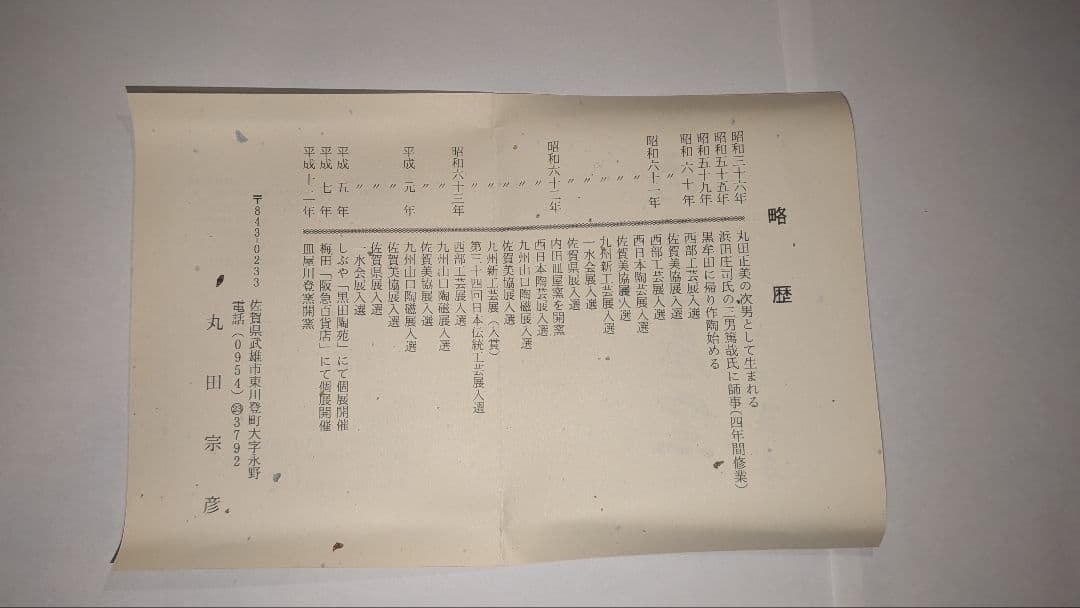 略歴
昭和三十六年 丸田正美の次男として生まれる
昭和五十五年 浜田庄司氏の三男篤哉氏に師事(四年間修業)
昭和五十九年 黒牟田に帰り作陶始める
昭和六十年 西部工芸展入選
〃 佐賀美協展入選
昭和六十一年 西部工芸展入選
〃 西日本陶芸展入選
〃 佐賀美協展入選
〃 九州新工芸展入選
〃 一水会展入選
〃 佐賀県展入選
昭和六十二年 内田皿屋窯を開窯
〃 西日本陶芸展入選
〃 九州山口陶磁展入選
〃 佐賀美協展入選
〃 九州新工芸展(入賞)
〃 第三十四回日本伝統工芸展入選
昭和六十三年 西部工芸展入選
〃 九州山口陶磁展入選
〃 佐賀美協展入選
平成元年 九州山口陶磁展入選
〃 佐賀美協展入選
〃 佐賀県展入選
〃 一水会展入選
平成五年 しぶや「黒田陶苑」にて個展開催
平成七年 梅田「阪急百貨店」にて個展開催
平成十二年 皿屋川登窯開窯
〒843-0233 佐賀県武雄市東川登町大字永野
電話(0954)㉓3792
丸田宗彦